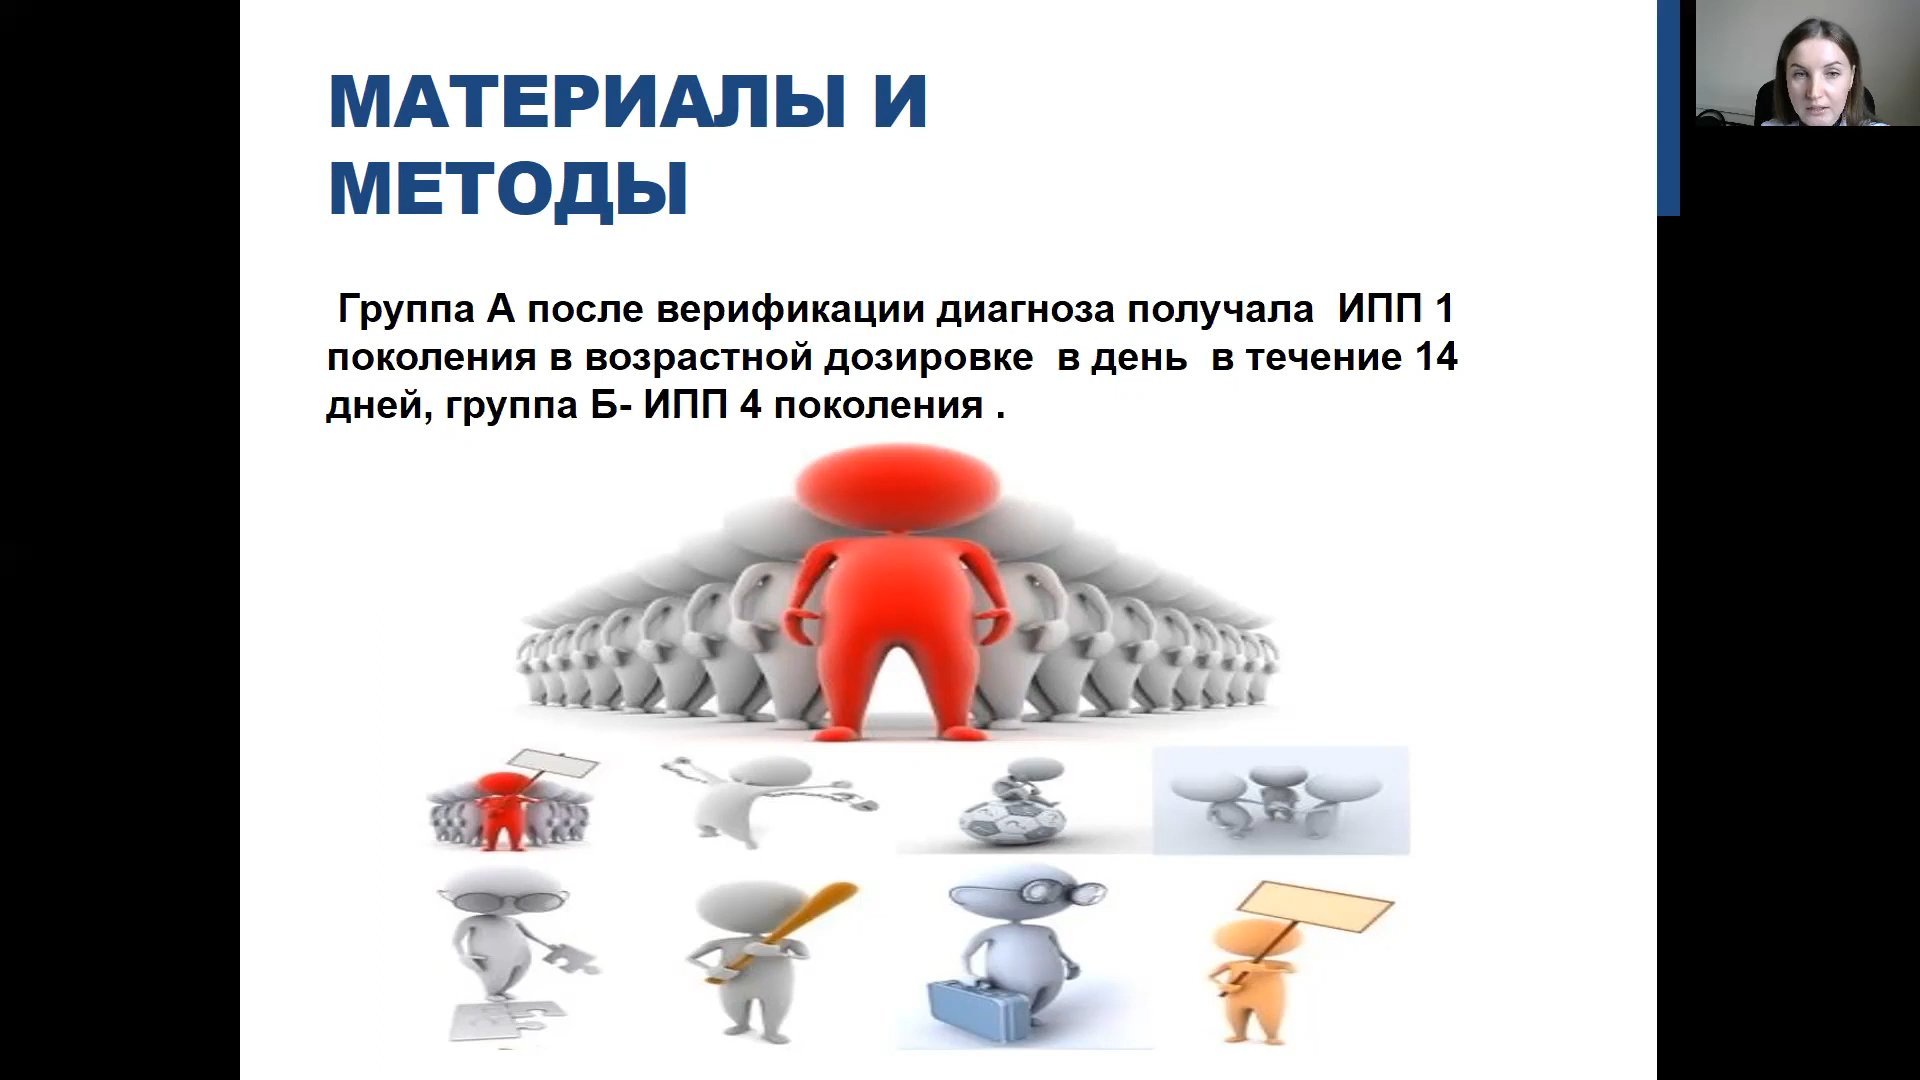 МАТЕРИАЛЫ И
МЕТОДЫ
Группа А после верификации диагноза получала  ИПП 1
поколения в возрастной дозировке  в день  в течение 14
дней, группа Б- ИПП 4 поколения .